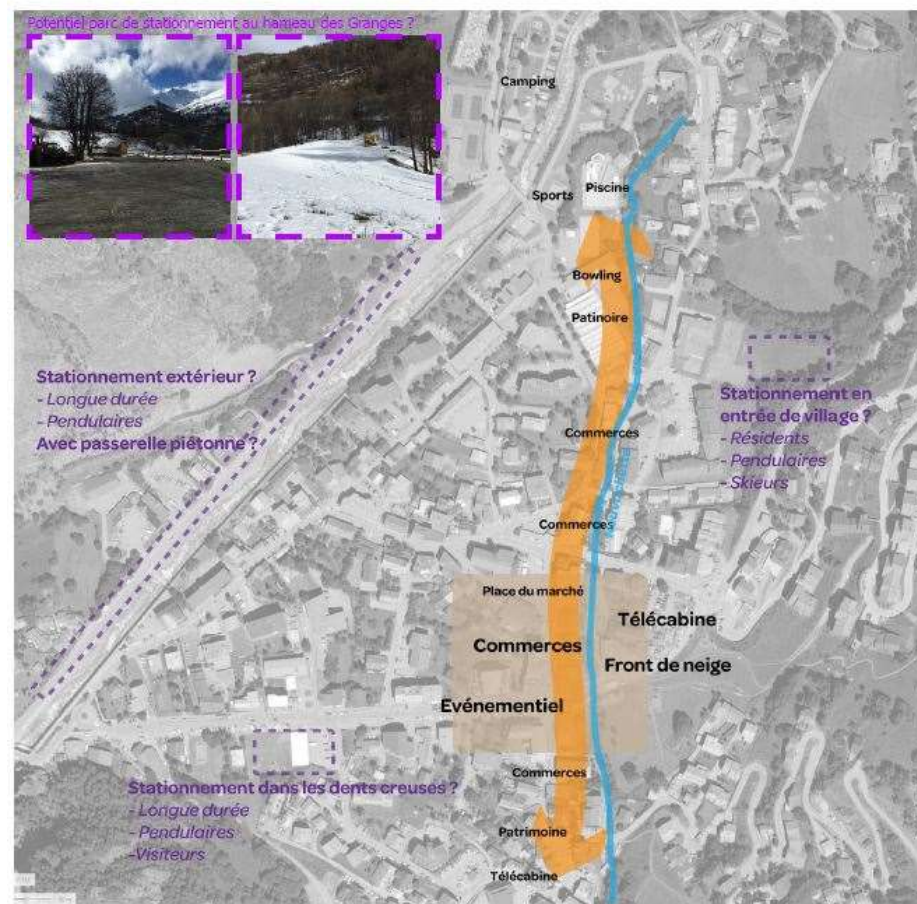 Potentiel parc de stationnement au hameau des Granges ?
Camping
Sports
Piscine
Bowling
Patinoire
Stationnement extérieur ?
- Longue durée
- Pendulaires
Avec passerelle piétonne ?
Stationnement en
entrée de village ?
- Résidents
- Pendulaires
- Skieurs
Commerces
Commerces
Place du marché
Télécabine
Commerces
Front de neige
Evénementiel
Commerces
Stationnement dans les dents creuses ?
- Longue durée
- Pendulaires
-Visiteurs
Patrimoine
Télécabine